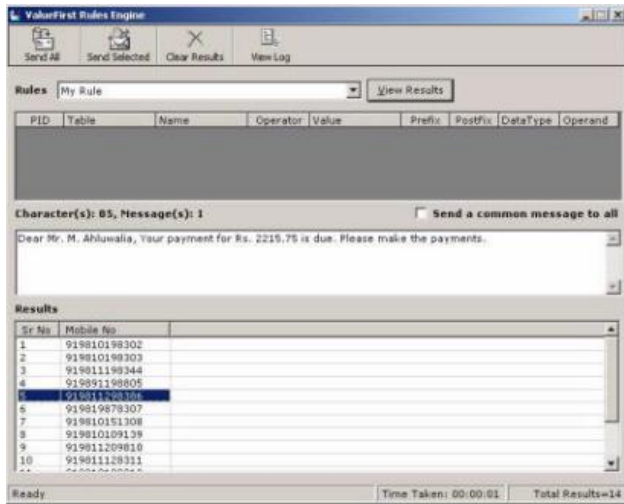 ValueFirst Rules Engine
Send All Send Selected Clear Results View Log
Rules My Rule View Results
PID Table Name Operator Value Prefix Postfix DataType Operand
Character(s): 85, Message(s): 1 Send a common message to all
Dear Mr. M. Ahluwalia, Your payment for Rs. 2215.75 is due. Please make the payments.
Results
Sr No Mobile No
1 919810198302
2 919810198303
3 919811198344
4 919891198805
5 919811298386
6 919819878307
7 919810151308
8 919810109139
9 919811209810
10 919811128311
Ready Time Taken: 00:00:01 Total Results=14